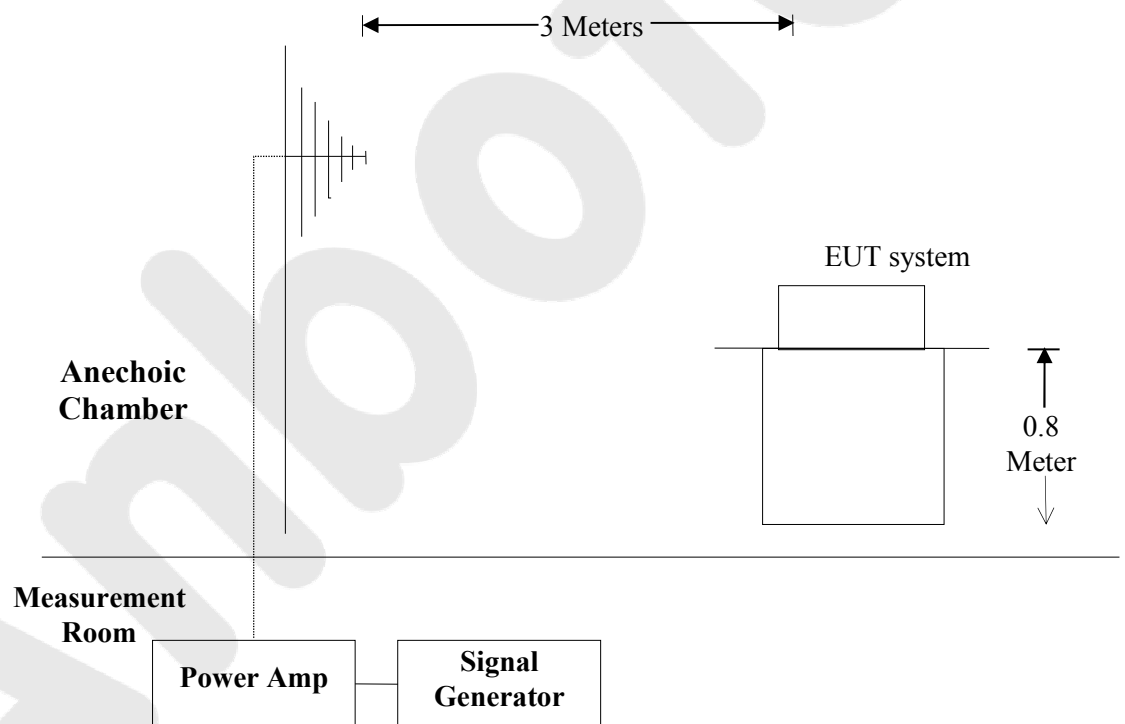 3 Meters
EUT system
Anechoic
Chamber
0.8
Meter
Measurement
Room
Power Amp
Signal
Generator